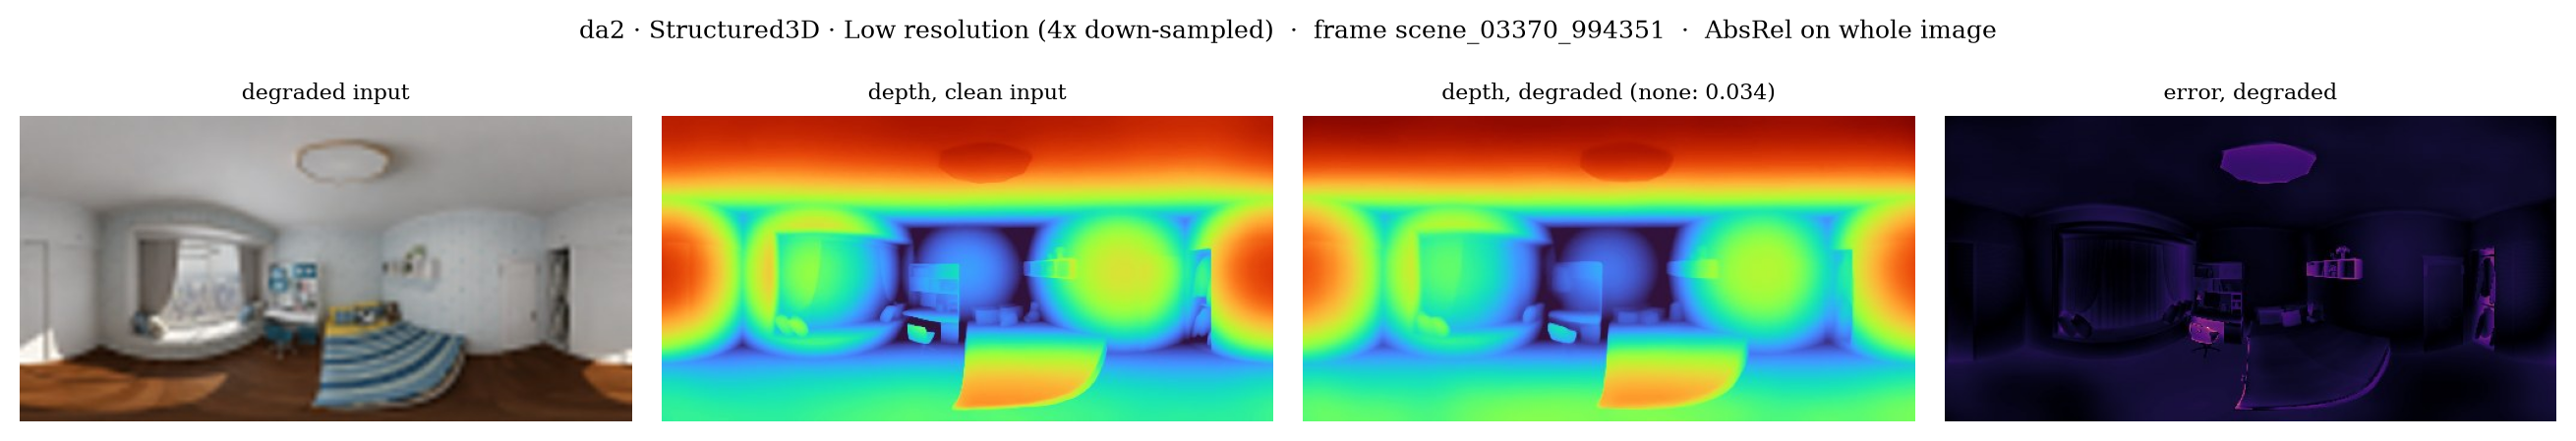 da2 · Structured3D · Low resolution (4x down-sampled) · frame scene_03370_994351 · AbsRel on whole image
degraded input
depth, clean input
depth, degraded (none: 0.034)
error, degraded